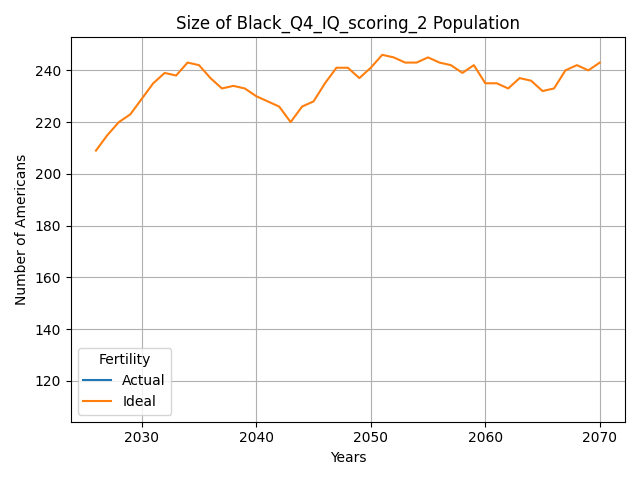 Size of Black_Q4_IQ_scoring_2 Population
Number of Americans
240
220
200
180
160
140
120
Fertility
Actual
Ideal
2030 2040 2050 2060 2070
Years